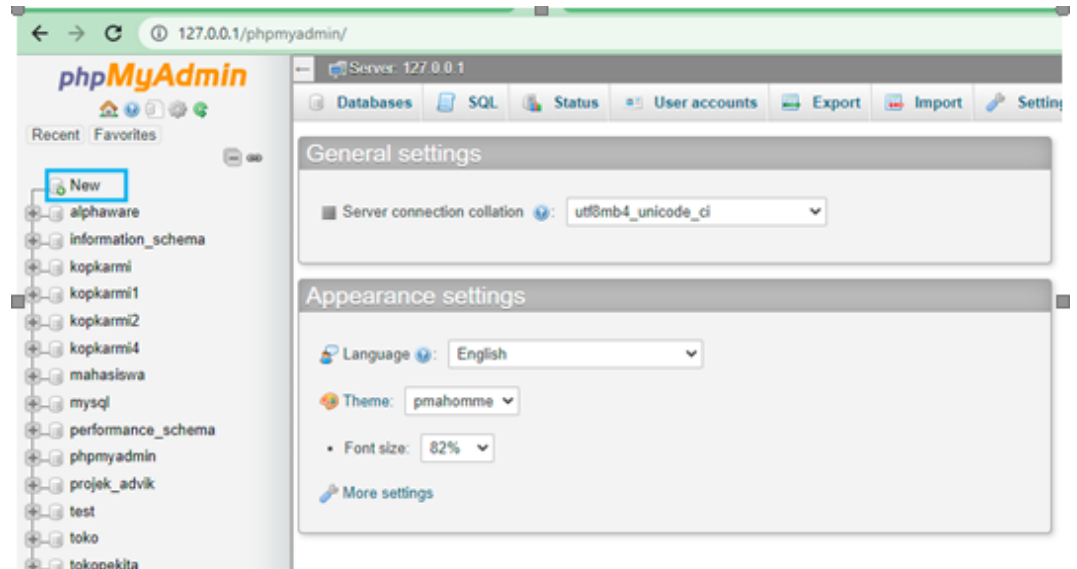 127.0.0.1/phpmyadmin/
phpMyAdmin
Recent Favorites
New
alphaware
information_schema
kopkarmi
kopkarmi1
kopkarmi2
kopkarmi4
mahasiswa
mysql
performance_schema
phpmyadmin
projek_advik
test
toko
tokopekita
Server: 127.0.0.1
Databases SQL Status User accounts Export Import Setting
General settings
Server connection collation : utf8mb4_unicode_ci
Appearance settings
Language : English
Theme: pmahomme
• Font size: 82%
More settings